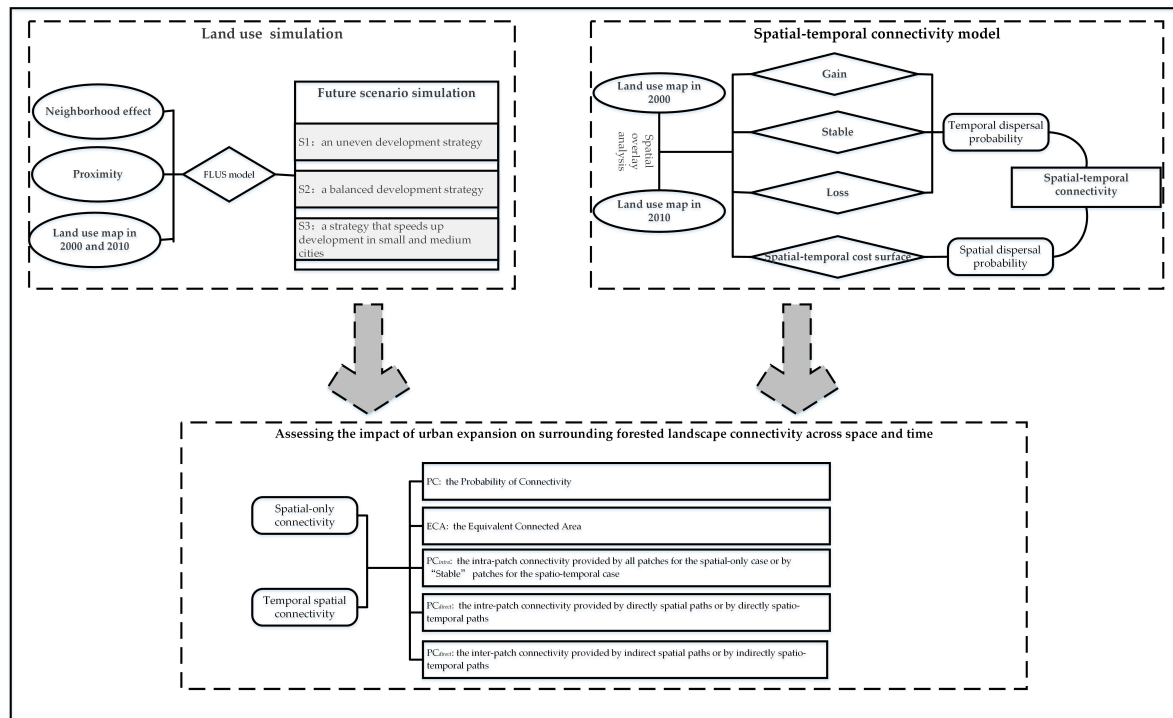 Land use simulation
Neighborhood effect
Proximity
Land use map in
2000 and 2010
FLUS model
Future scenario simulation
S1：an uneven development strategy
S2：a balanced development strategy
S3：a strategy that speeds up
development in small and medium
cities
Spatial-temporal connectivity model
Land use map in
2000
Spatial
overlay
analysis
Land use map in
2010
Gain
Stable
Loss
Spatial-temporal cost surface
Temporal dispersal
probability
Spatial dispersal
probability
Spatial-temporal
connectivity
Assessing the impact of urban expansion on surrounding forested landscape connectivity across space and time
Spatial-only
connectivity
Temporal spatial
connectivity
PC: the Probability of Connectivity
ECA: the Equivalent Connected Area
PCintra: the intra-patch connectivity provided by all patches for the spatial-only case or by
“Stable” patches for the spatio-temporal case
PCdirect: the intre-patch connectivity provided by directly spatial paths or by directly spatio-
temporal paths
PCdirect: the inter-patch connectivity provided by indirect spatial paths or by indirectly spatio-
temporal paths